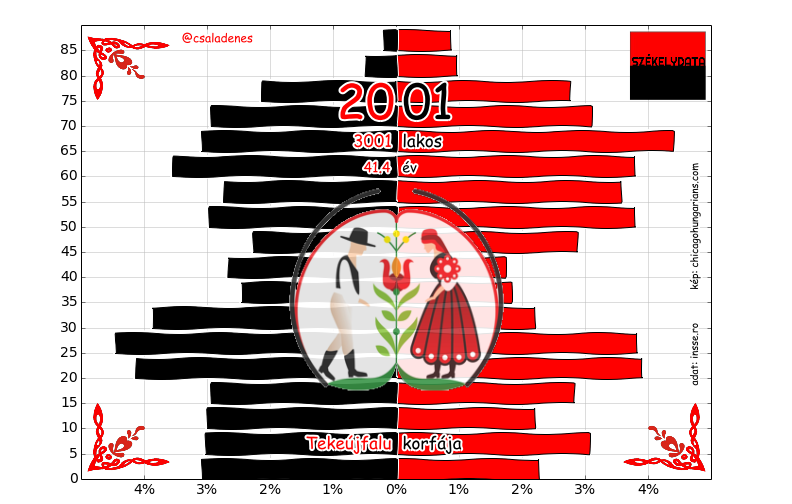 @csaladenes
SZÉKELYDATA
2001
3001 lakos
41,4 év
kép: chicagohungarians.com
adat: insse.ro
Tekeújfalu korfája
85
80
75
70
65
60
55
50
45
40
35
30
25
20
15
10
5
0
4% 3% 2% 1% 0% 1% 2% 3% 4%